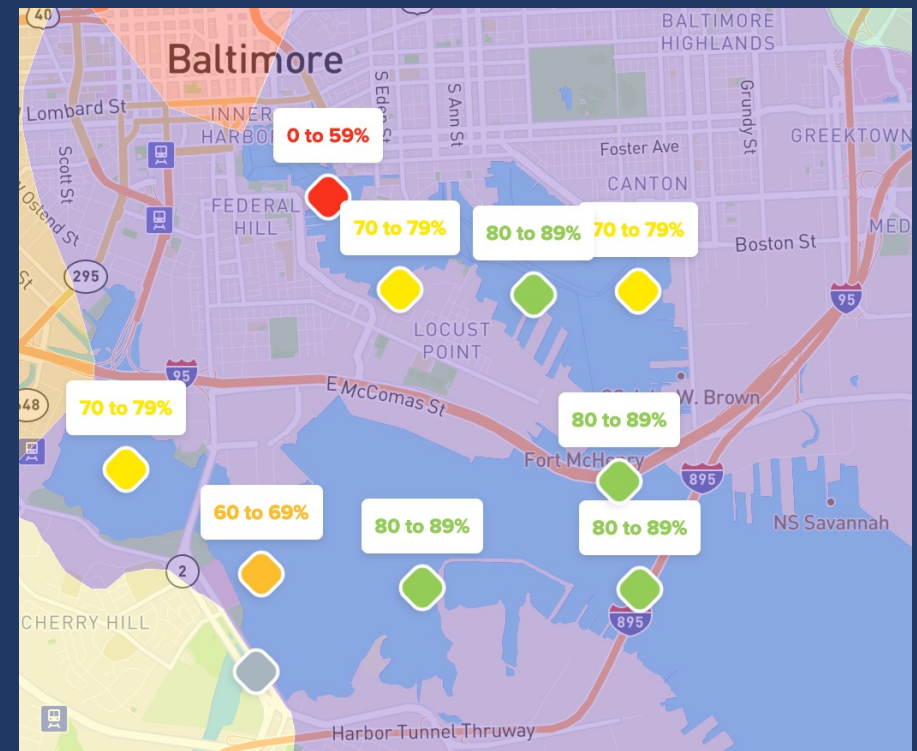 40
BALTIMORE
HIGHLANDS
Baltimore
Lombard St
S Eden St
S Ann St
Grundy St
INNER
0 to 59%
Scott St
Foster Ave
GREEKTOWN
CANTON
Ostend St
FEDERAL
HILL
70 to 79%
80 to 89%
70 to 79%
MED
Boston St
St
295
95
LOCUST
POINT
95
E McComas St
W. Brown
648
70 to 79%
80 to 89%
Fort McHenry
895
60 to 69%
80 to 89%
80 to 89%
NS Savannah
2
895
CHERRY HILL
Harbor Tunnel Thruway